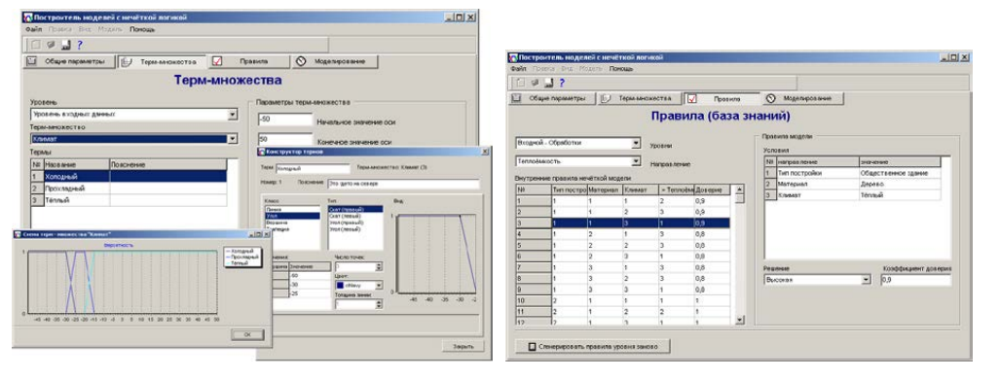 Построитель моделей с нечёткой логикой
Файл Правка Вид Модель Помощь
Общие параметры Терм-множества Правила Моделирование
Терм-множества
Уровень
Уровень входных данных
Терм-множество
Климат
Термы
№ Название Пояснение
1 Холодный
2 Прохладный
3 Тёплый
Параметры терм-множества
-50 Начальное значение оси
50 Конечное значение оси
Конструктор термов
Терм: Холодный Терм-множество: Климат (3).
Номер: 1 Пояснение: Это где-то на севере
Класс Тип Вид
Линия
Угол
Вершина
Трапеция
Скат (правый)
Скат (левый)
Угол (правый)
Угол (левый)
Значение
-50
-30
-25
Число точек:
3
Цвет:
clNavy
Толщина линии:
1
1
0
-45 -40 -35 -30 -2
Закрыть
Схема терм - множества "Климат"
Вероятность
Холодный
Прохладный
Тёплый
1
0
-45 -40 -35 -30 -25 -20 -15 -10 -5 0 5 10 15 20 25 30 35 40 45 50
OK
Построитель моделей с нечёткой логикой
Файл Правка Вид Модель Помощь
Общие параметры Терм-множества Правила Моделирование
Правила (база знаний)
Входной - Обработки Уровни
Теплоёмкость Направление
Внутренние правила нечёткой модели
№ Тип постро Материал Климат = Теплоём Доверие
1 1 1 1 2 0,9
2 1 1 2 3 0,9
3 1 1 3 1 0,9
4 1 2 1 3 0,8
5 1 2 2 3 0,8
6 1 2 3 1 0,8
7 1 3 1 3 0,8
8 1 3 2 3 0,8
9 1 3 3 1 0,8
10 2 1 1 1 1
11 2 1 2 2 1
12 2 1 3 1 1
Сгенерировать правила уровня заново
Правила модели
Условия
№ направление значение
1 Тип постройки Общественное здание
2 Материал Дерево
3 Климат Тёплый
Решение Коэффициент доверия
Высокая 0,9